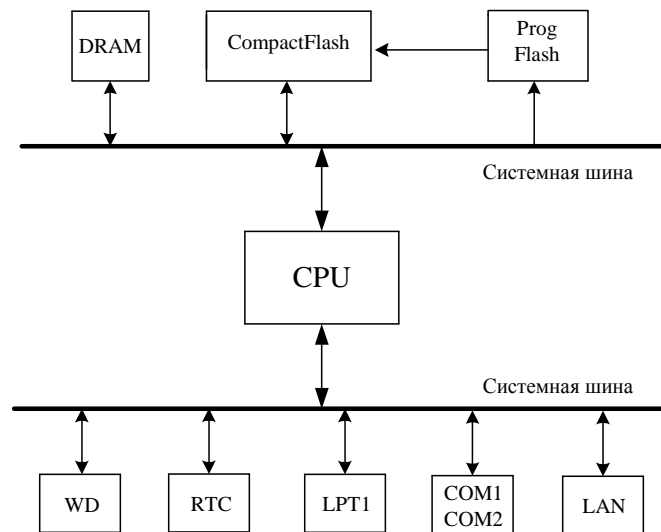 DRAM
CompactFlash
Prog
Flash
Системная шина
CPU
Системная шина
WD
RTC
LPT1
COM1
COM2
LAN